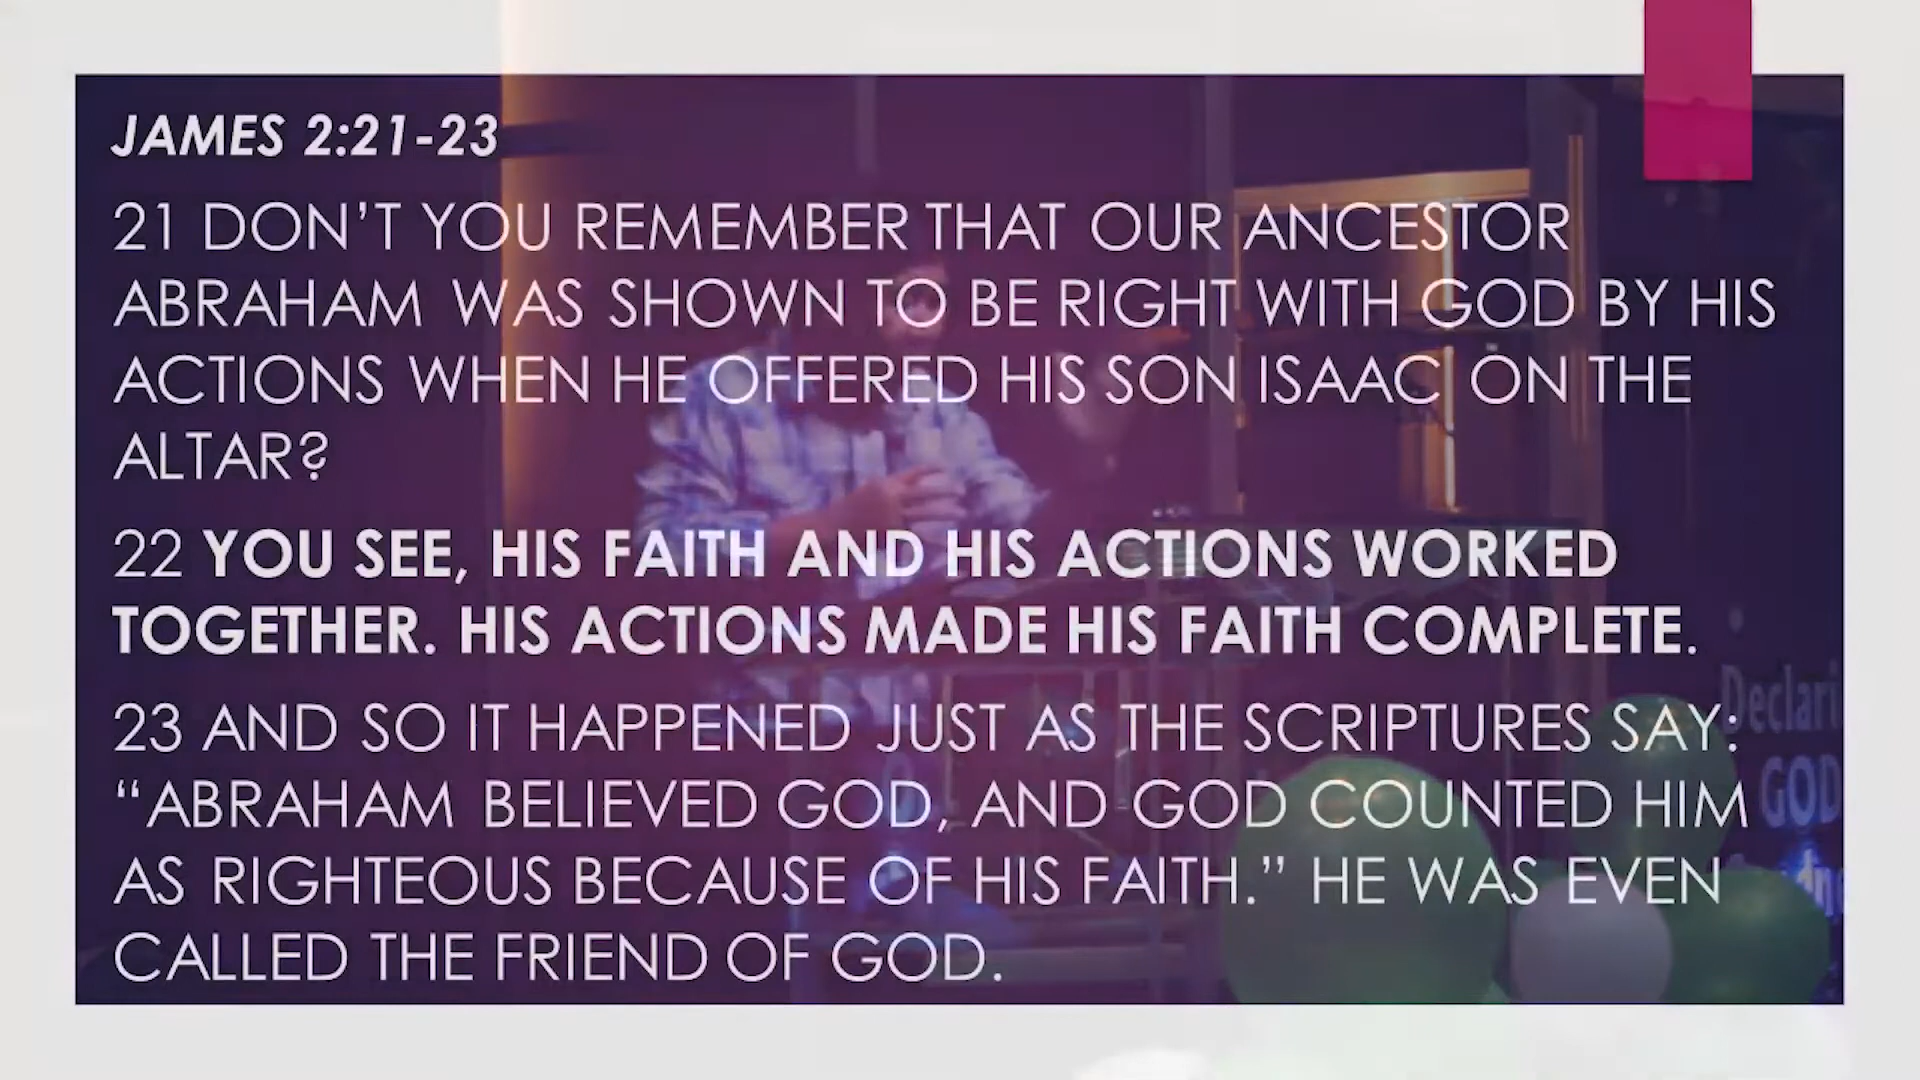 JAMES 2:21-23
21 DON’T YOU REMEMBER THAT OUR ANCESTOR
ABRAHAM WAS SHOWN TO BE RIGHT WITH GOD BY HIS
ACTIONS WHEN HE OFFERED HIS SON ISAAC ON THE
ALTAR?
22 YOU SEE, HIS FAITH AND HIS ACTIONS WORKED
TOGETHER. HIS ACTIONS MADE HIS FAITH COMPLETE.
23 AND SO IT HAPPENED JUST AS THE SCRIPTURES SAY:
“ABRAHAM BELIEVED GOD, AND GOD COUNTED HIM
AS RIGHTEOUS BECAUSE OF HIS FAITH.” HE WAS EVEN
CALLED THE FRIEND OF GOD.
Declari
GOD